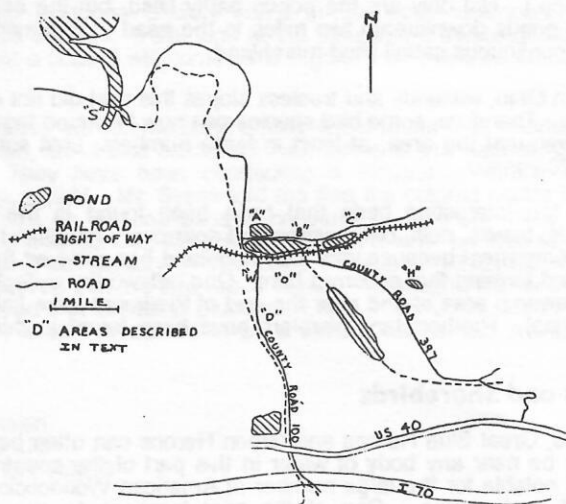 N
"S"
POND
RAILROAD
RIGHT OF WAY
STREAM
ROAD
1 MILE
"D" AREAS DESCRIBED
IN TEXT
"A"
"B"
"C"
"H"
"D"
COUNTY ROAD 397
COUNTY ROAD
US 40
I 70